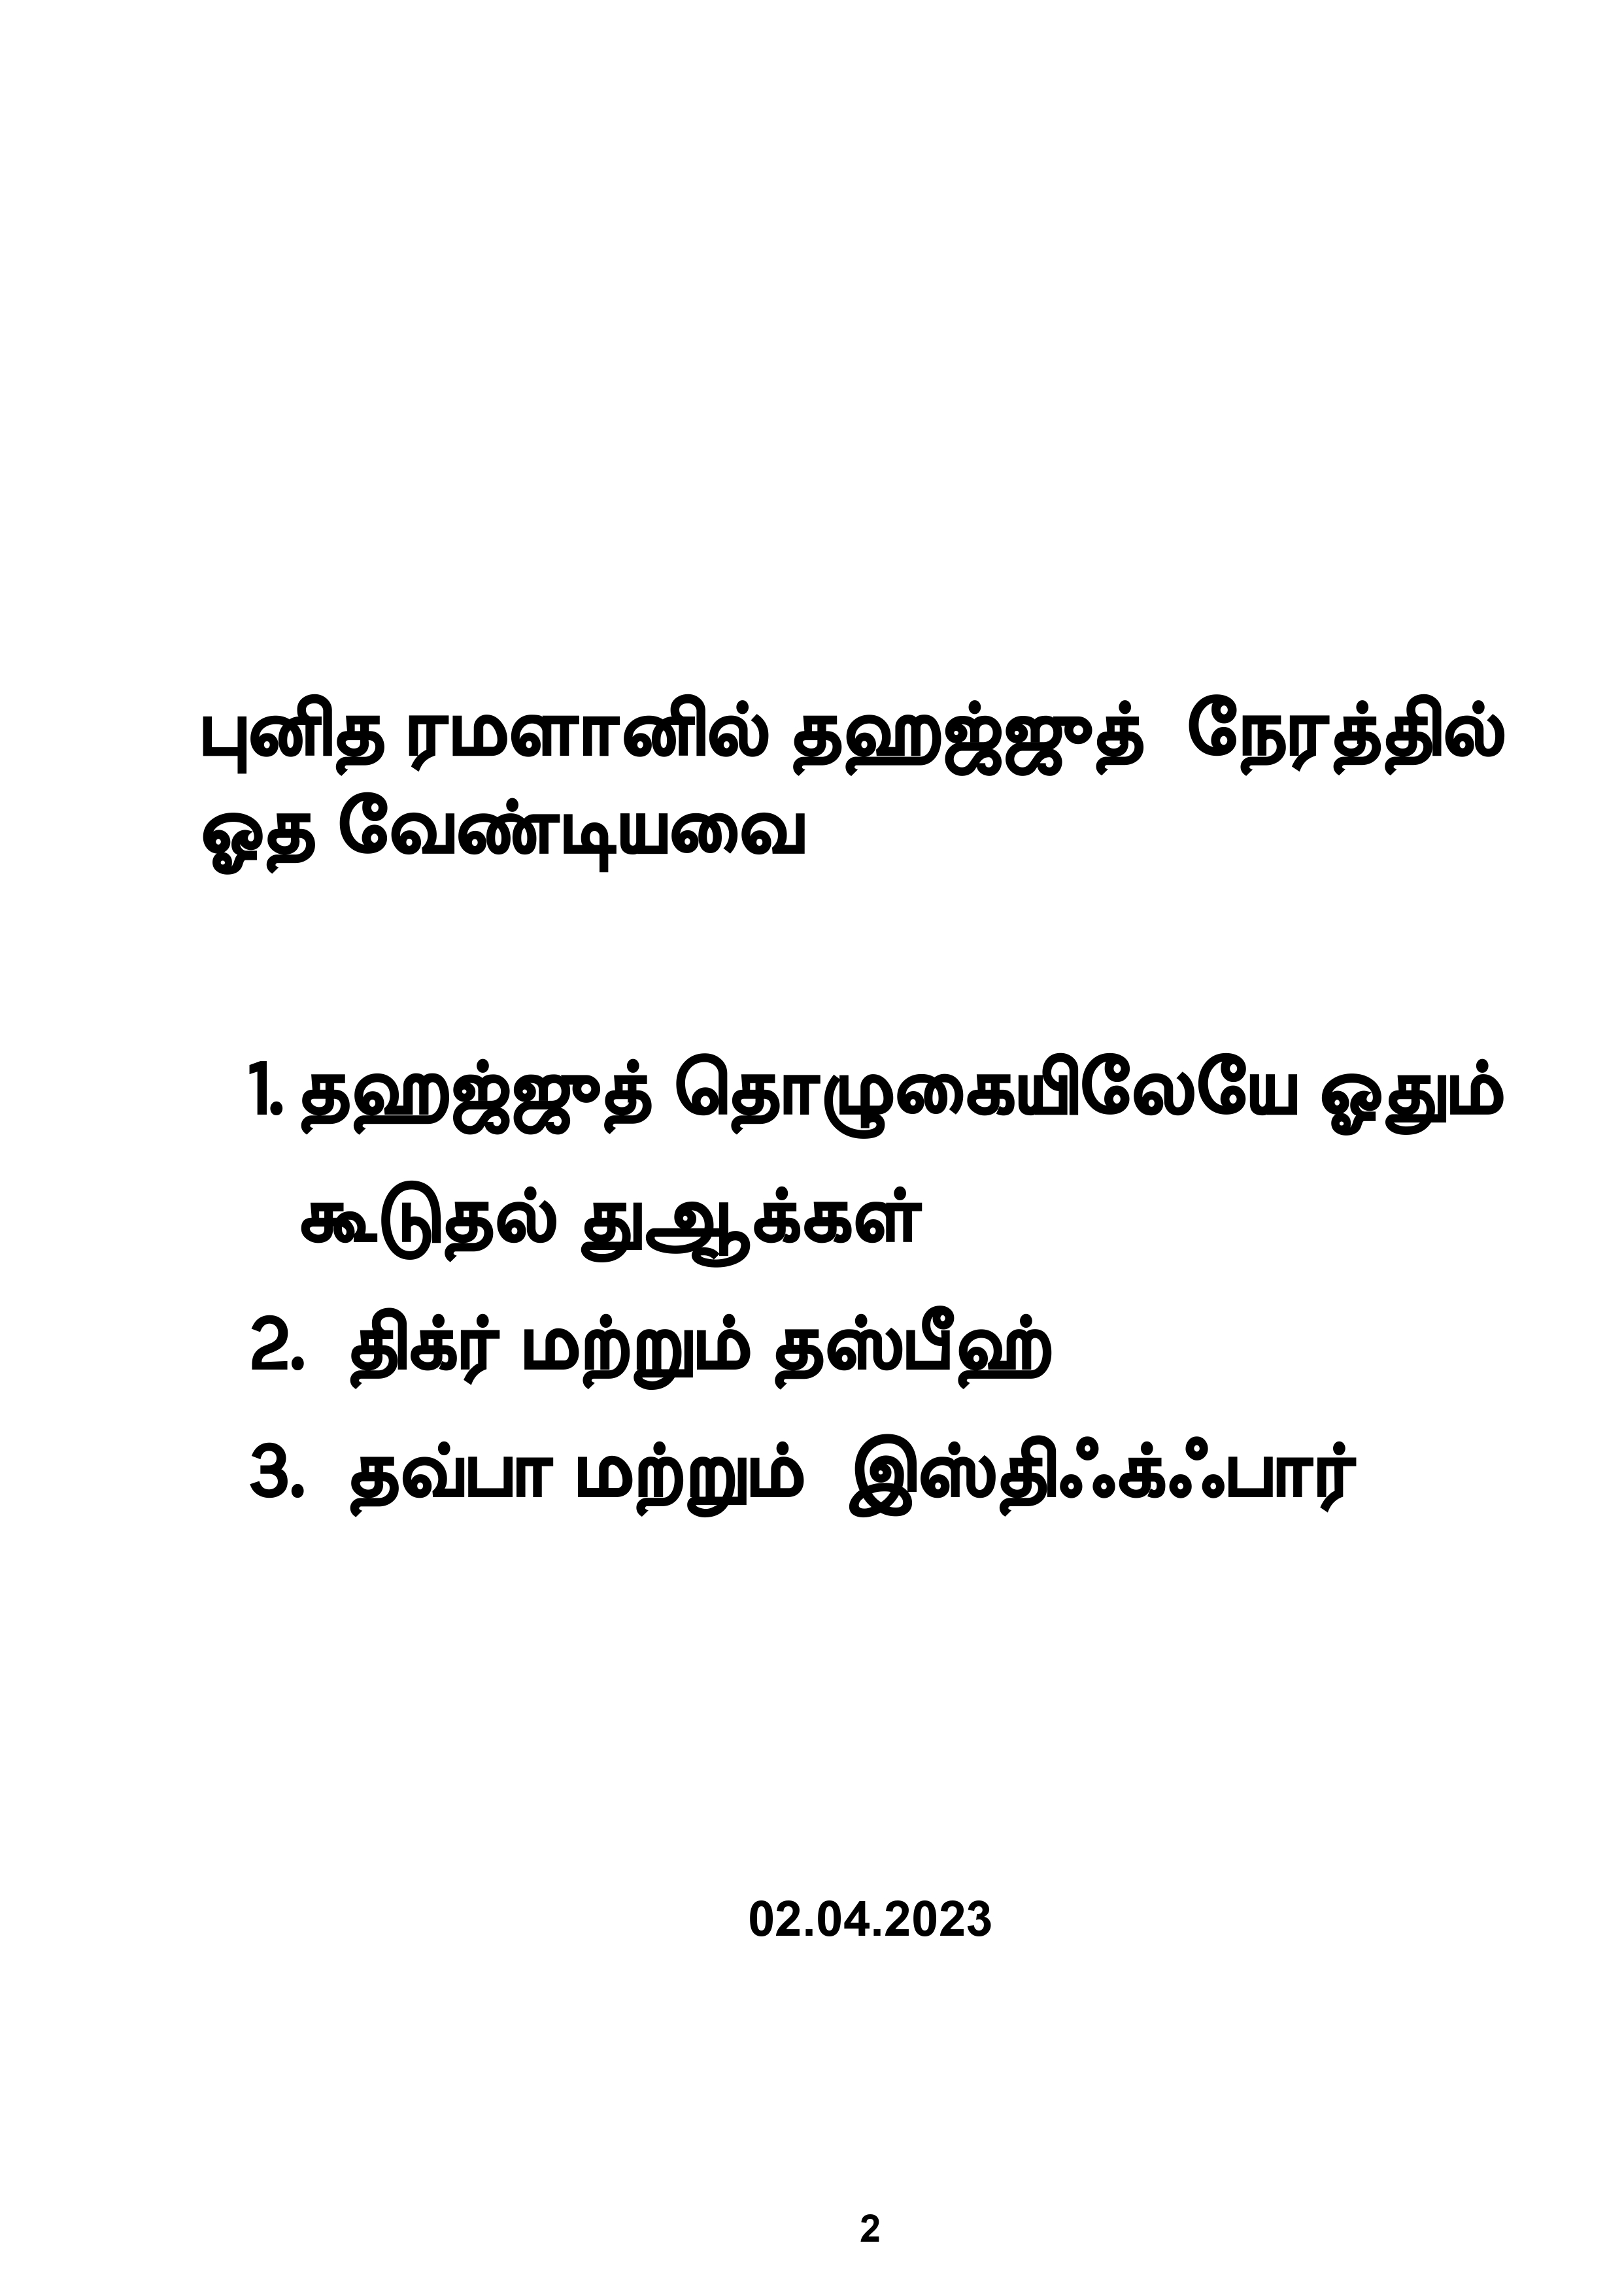 புனித ரமளானில் தஹஜ்ஜுத் நேரத்தில்
ஓத வேண்டியவை
1. தஹஜ்ஜுத் தொழுகையிலேயே ஓதும்
கூடுதல் துஆக்கள்
2. திக்ர் மற்றும் தஸ்பீஹ்
3. தவ்பா மற்றும் இஸ்திஃக்ஃபார்
02.04.2023
2